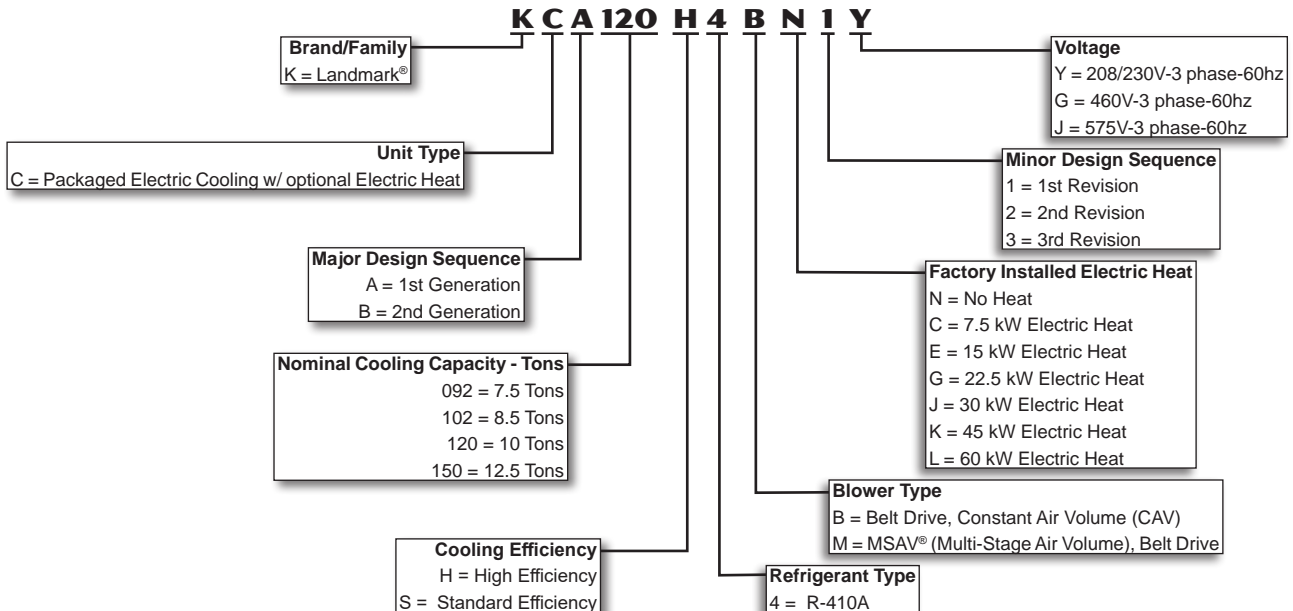 K C A 120 H 4 B N 1 Y
Brand/Family
K = Landmark®
Unit Type
C = Packaged Electric Cooling w/ optional Electric Heat
Major Design Sequence
A = 1st Generation
B = 2nd Generation
Nominal Cooling Capacity - Tons
092 = 7.5 Tons
102 = 8.5 Tons
120 = 10 Tons
150 = 12.5 Tons
Cooling Efficiency
H = High Efficiency
S = Standard Efficiency
Voltage
Y = 208/230V-3 phase-60hz
G = 460V-3 phase-60hz
J = 575V-3 phase-60hz
Minor Design Sequence
1 = 1st Revision
2 = 2nd Revision
3 = 3rd Revision
Factory Installed Electric Heat
N = No Heat
C = 7.5 kW Electric Heat
E = 15 kW Electric Heat
G = 22.5 kW Electric Heat
J = 30 kW Electric Heat
K = 45 kW Electric Heat
L = 60 kW Electric Heat
Blower Type
B = Belt Drive, Constant Air Volume (CAV)
M = MSAV® (Multi-Stage Air Volume), Belt Drive
Refrigerant Type
4 = R-410A